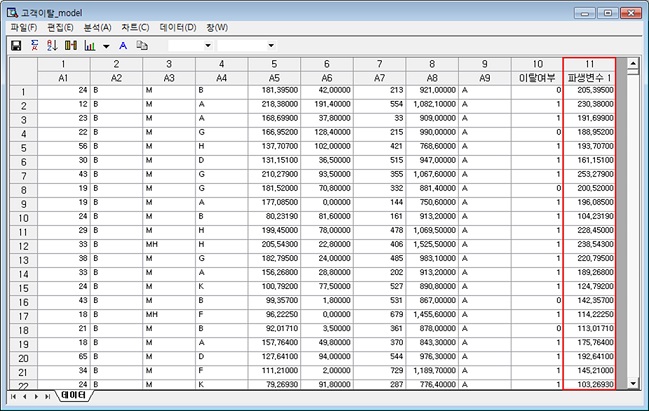 고객이탈_model
파일(F) 편집(E) 분석(A) 차트(C) 데이터(D) 창(W)
A
1 2 3 4 5 6 7 8 9 10 11
A1 A2 A3 A4 A5 A6 A7 A8 A9 이탈여부 파생변수 1
1 24 B M B 181,39500 42,00000 213 921,00000 A 0 205,39500
2 12 B M A 218,38000 191,40000 554 1,082,10000 A 1 230,38000
3 23 B M A 168,69900 37,80000 33 909,00000 A 1 191,69900
4 22 B M G 166,95200 128,40000 215 990,00000 A 0 188,95200
5 56 B M H 137,70700 102,00000 421 768,60000 A 1 193,70700
6 30 B M D 131,15100 36,50000 515 947,00000 A 1 161,15100
7 43 B M G 210,27900 93,50000 355 1,067,60000 A 1 253,27900
8 19 B M G 181,52000 70,80000 332 881,40000 A 0 200,52000
9 19 B M A 177,08500 0,00000 144 750,60000 A 1 196,08500
10 24 B M B 80,23190 81,60000 161 913,20000 A 1 104,23190
11 29 B M H 199,45000 78,00000 478 1,069,50000 A 1 228,45000
12 33 B MH H 205,54300 22,80000 406 1,525,50000 A 1 238,54300
13 38 B M G 182,79500 24,00000 485 983,10000 A 1 220,79500
14 33 B M A 156,26800 28,80000 202 913,20000 A 1 189,26800
15 24 B M K 100,79200 77,50000 527 890,80000 A 1 124,79200
16 43 B M B 99,35700 1,80000 531 867,00000 A 0 142,35700
17 18 B MH F 96,22250 0,00000 679 1,455,60000 A 1 114,22250
18 21 B M B 92,01710 3,50000 361 878,00000 A 0 113,01710
19 18 B M A 157,76400 49,80000 370 843,30000 A 1 175,76400
20 65 B M D 127,64100 94,00000 544 976,30000 A 1 192,64100
21 34 B M F 111,21000 2,00000 729 1,189,70000 A 1 145,21000
22 24 B M K 79,26930 91,80000 287 776,40000 A 1 103,26930
데이터